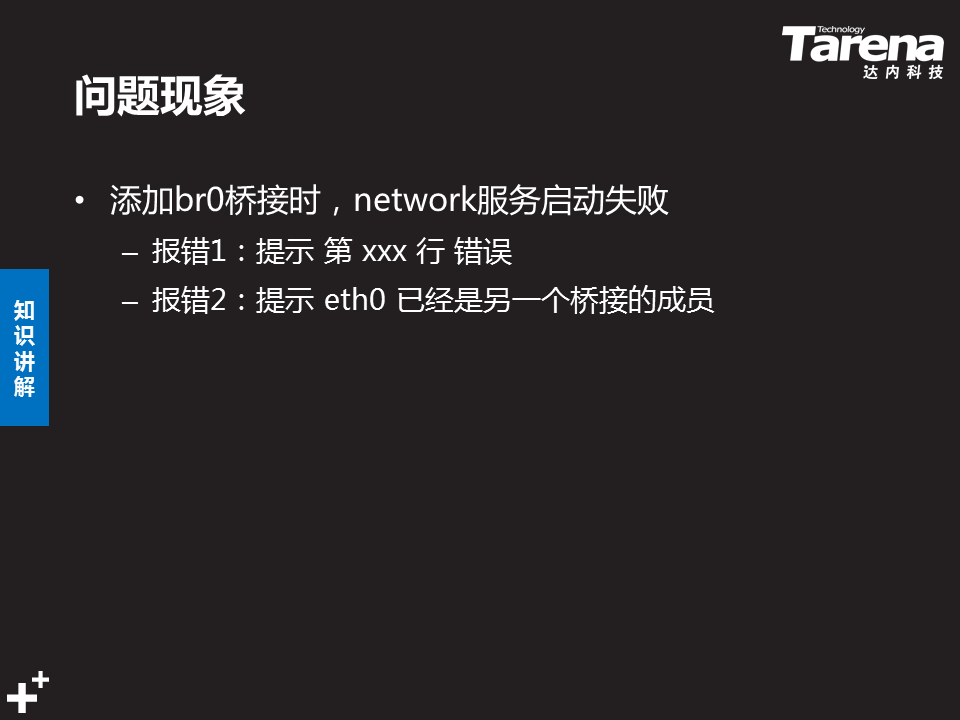 Technology
Tarena
达内科技
问题现象
• 添加br0桥接时，network服务启动失败
– 报错1：提示 第 xxx 行 错误
– 报错2：提示 eth0 已经是另一个桥接的成员
知识讲解